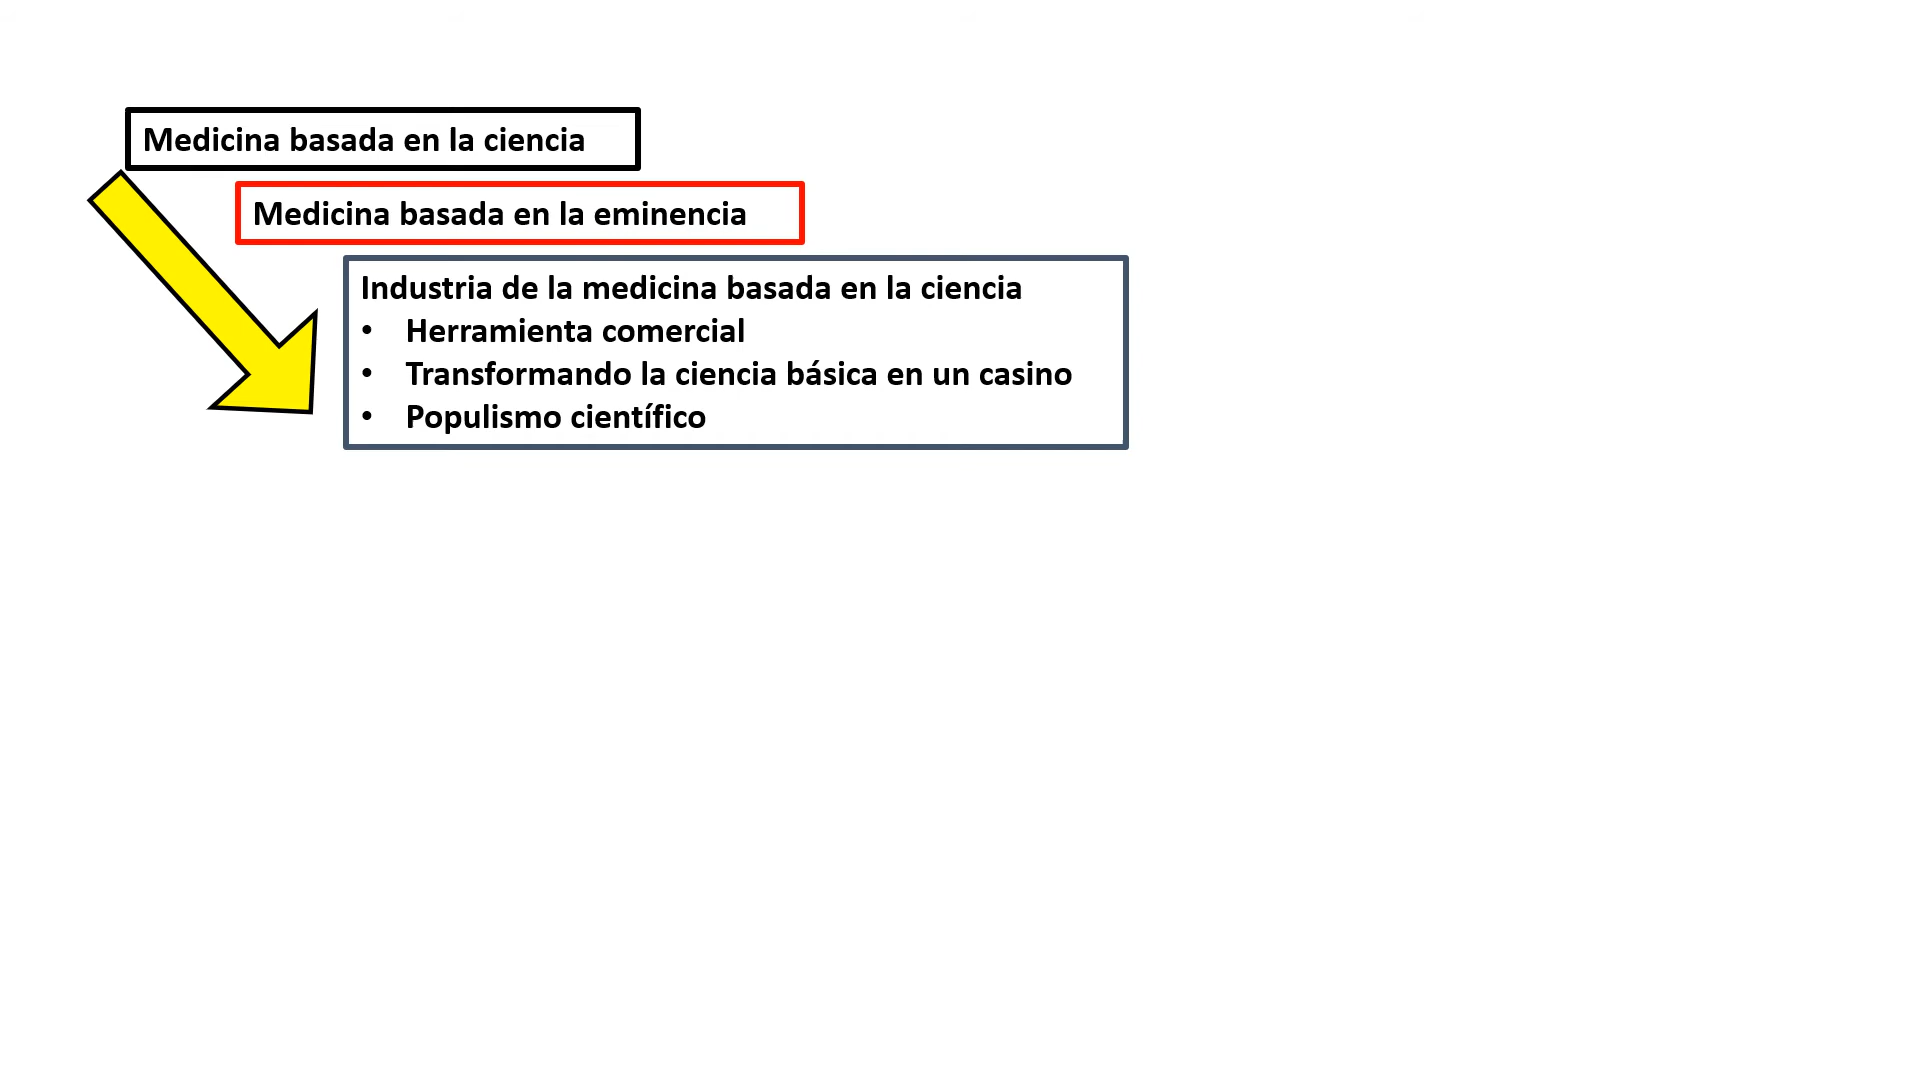 Medicina basada en la ciencia
Medicina basada en la eminencia
Industria de la medicina basada en la ciencia
• Herramienta comercial
• Transformando la ciencia básica en un casino
• Populismo científico